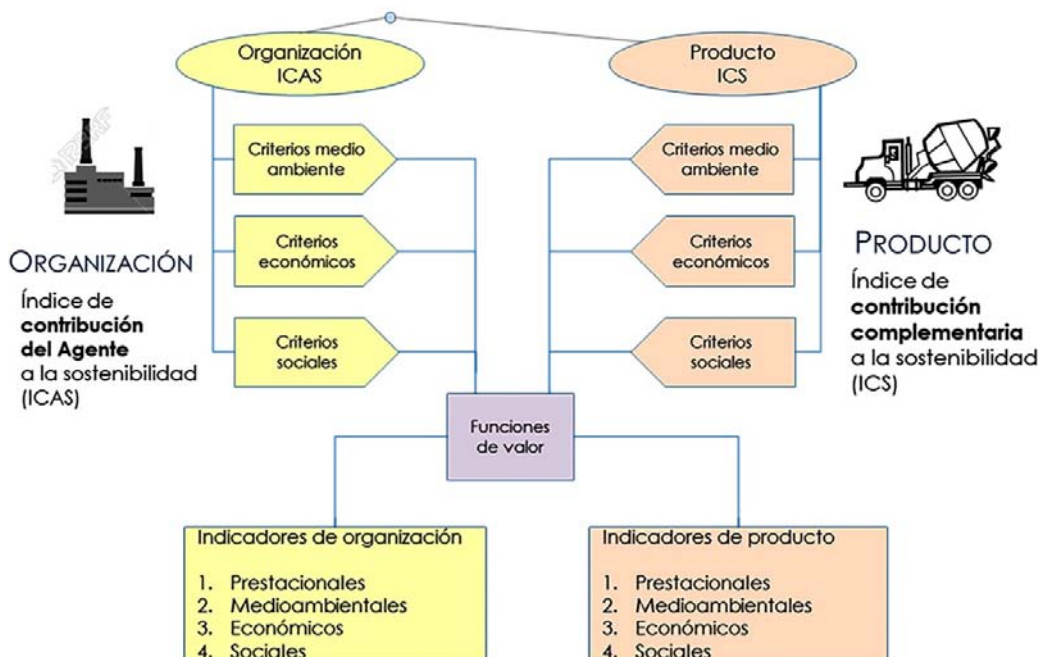 Organización
ICAS
Producto
ICS
Criterios medio
ambiente
Criterios medio
ambiente
Criterios
económicos
Criterios
económicos
Criterios
sociales
Criterios
sociales
ORGANIZACIÓN
Índice de
contribución
del Agente
a la sostenibilidad
(ICAS)
PRODUCTO
Índice de
contribución
complementaria
a la sostenibilidad
(ICS)
Funciones
de valor
Indicadores de organización
1. Prestacionales
2. Medioambientales
3. Económicos
4. Sociales
Indicadores de producto
1. Prestacionales
2. Medioambientales
3. Económicos
4. Sociales